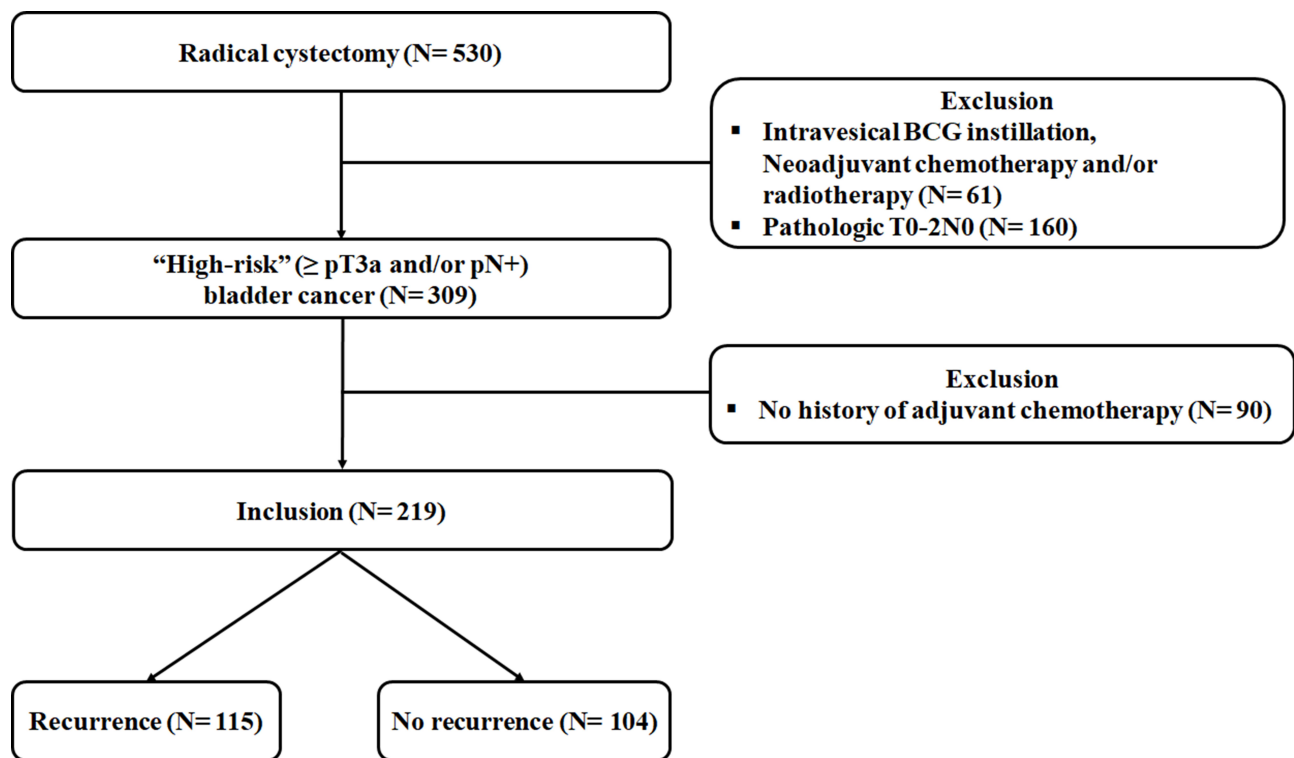 Radical cystectomy (N= 530)
Exclusion
▪ Intravesical BCG instillation,
Neoadjuvant chemotherapy and/or
radiotherapy (N= 61)
▪ Pathologic T0-2N0 (N= 160)
“High-risk” (≥ pT3a and/or pN+)
bladder cancer (N= 309)
Exclusion
▪ No history of adjuvant chemotherapy (N= 90)
Inclusion (N= 219)
Recurrence (N= 115)
No recurrence (N= 104)